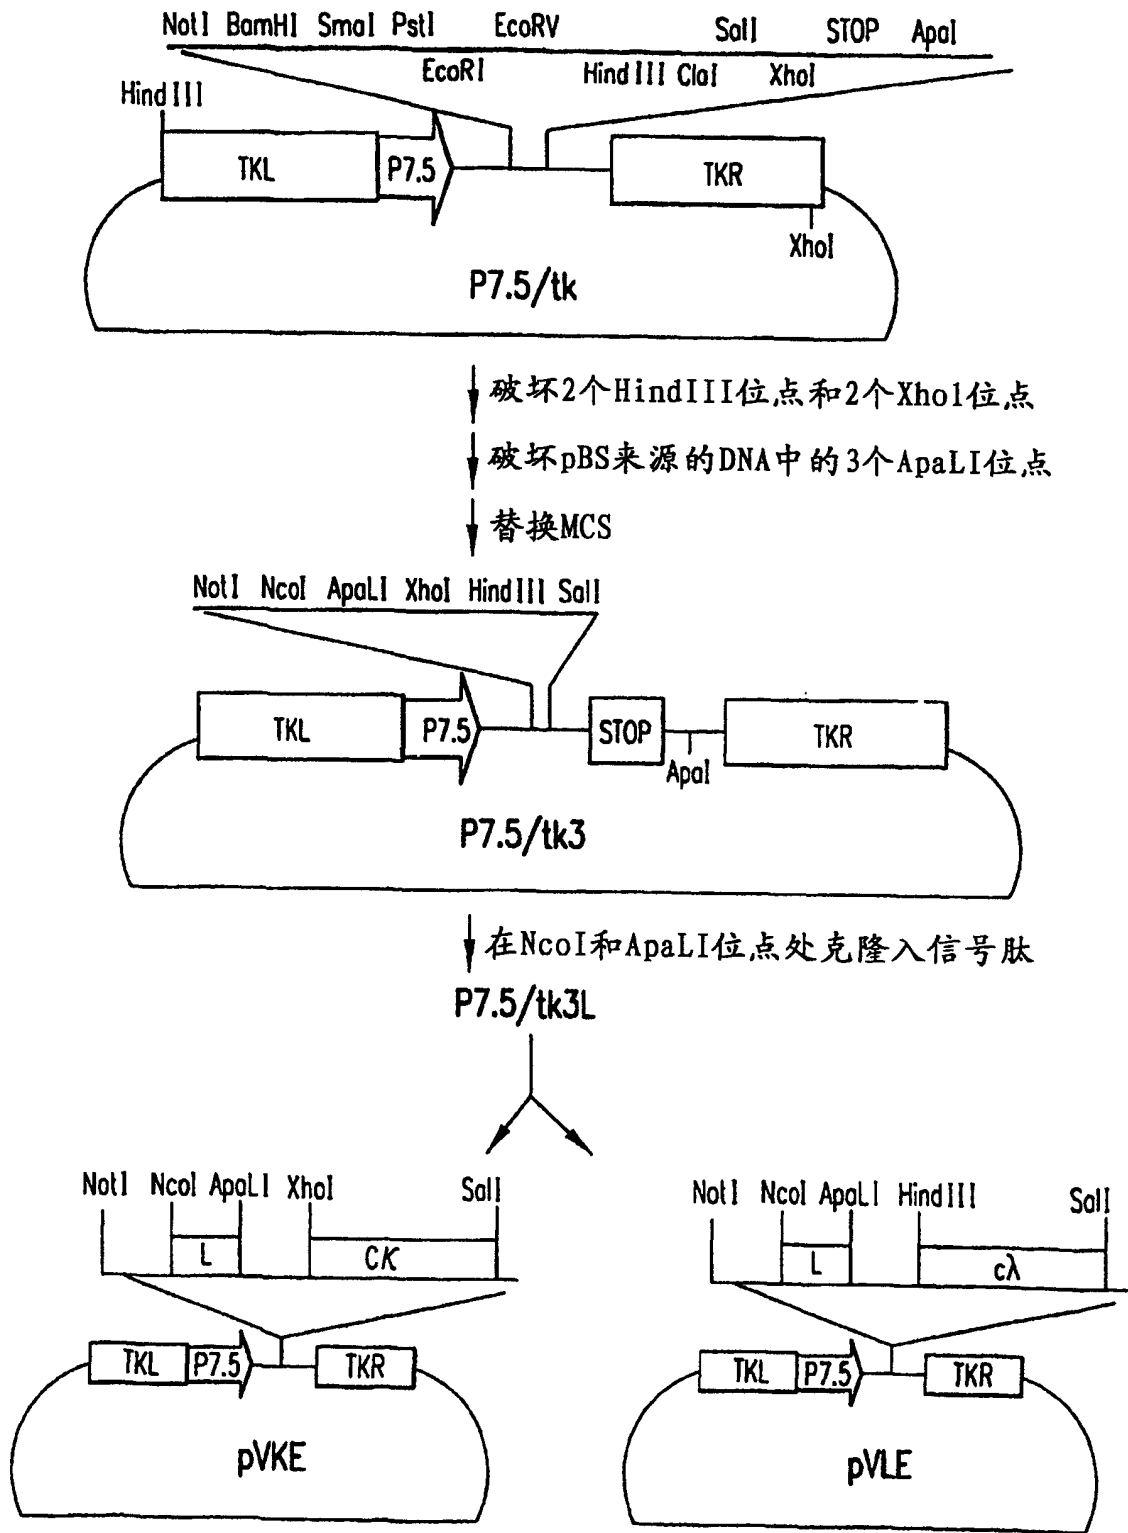 NotI BamHI SmaI PstI EcoRV SalI STOP ApaI
EcoRI HindIII ClaI XhoI
HindIII
TKL P7.5 TKR
XhoI
P7.5/tk
破坏2个HindIII位点和2个Xho1位点
破坏pBS来源的DNA中的3个ApaLI位点
替换MCS
NotI NcoI ApaLI XhoI HindIII SalI
TKL P7.5 STOP TKR
ApaI
P7.5/tk3
在NcoI和ApaLI位点处克隆入信号肽
P7.5/tk3L
NotI NcoI ApaLI XhoI SalI
L CK
TKL P7.5 TKR
pVKE
NotI NcoI ApaLI HindIII SalI
L cλ
TKL P7.5 TKR
pVLE